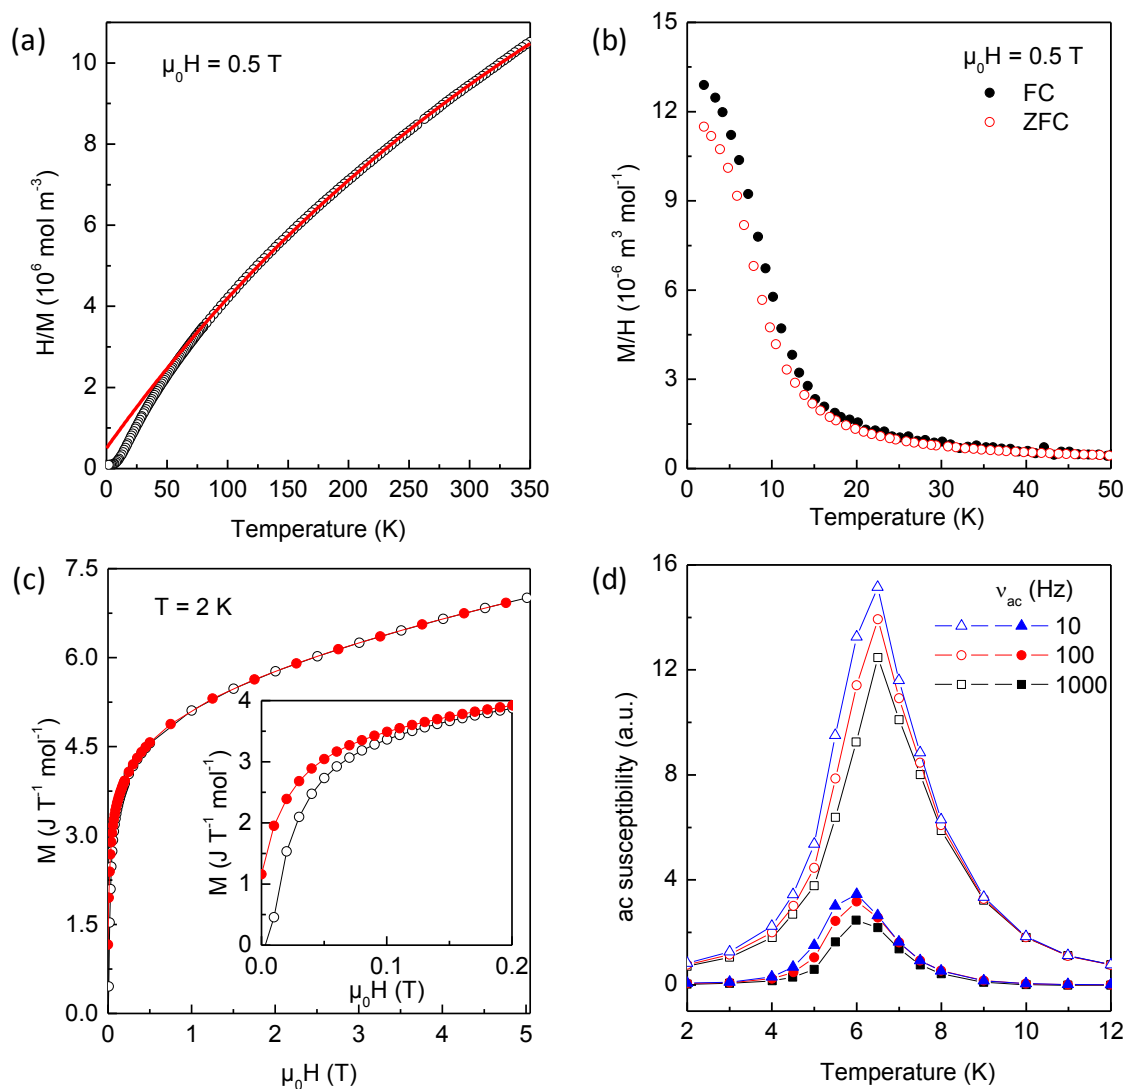 (a)
μ₀H = 0.5 T
H/M (10⁶ mol m⁻³)
10
8
6
4
2
0
0 50 100 150 200 250 300 350
Temperature (K)
(b)
μ₀H = 0.5 T
FC
ZFC
M/H (10⁻⁶ m³ mol⁻¹)
15
12
9
6
3
0
0 10 20 30 40 50
Temperature (K)
(c)
T = 2 K
M (J T⁻¹ mol⁻¹)
7.5
6.0
4.5
3.0
1.5
0.0
0 1 2 3 4 5
μ₀H (T)
M (J T⁻¹ mol⁻¹)
4
3
2
1
0
0.0 0.1 0.2
μ₀H (T)
(d)
ν_ac (Hz)
10
100
1000
ac susceptibility (a.u.)
16
12
8
4
0
2 4 6 8 10 12
Temperature (K)